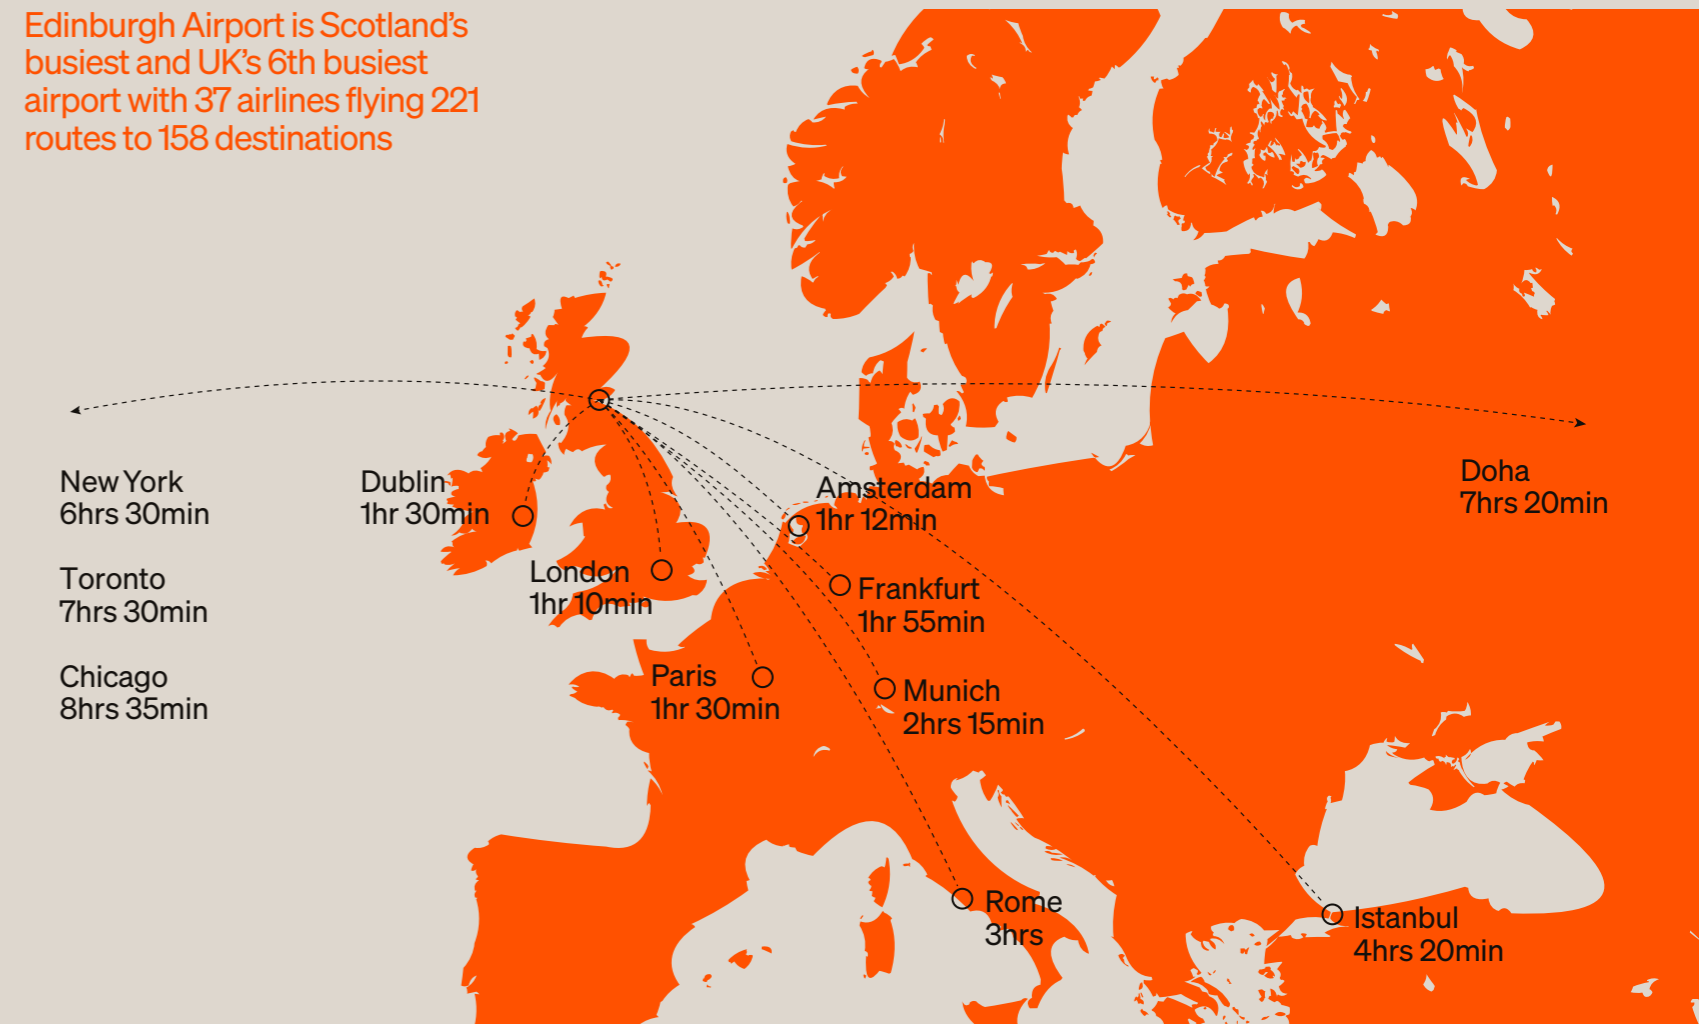 Edinburgh Airport is Scotland’s
busiest and UK’s 6th busiest
airport with 37 airlines flying 221
routes to 158 destinations
New York
6hrs 30min
Toronto
7hrs 30min
Chicago
8hrs 35min
Dublin
1hr 30min
London
1hr 10min
Paris
1hr 30min
Amsterdam
1hr 12min
Frankfurt
1hr 55min
Munich
2hrs 15min
Rome
3hrs
Istanbul
4hrs 20min
Doha
7hrs 20min